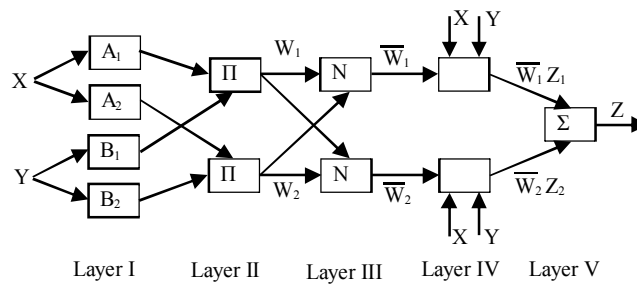 X Y
A₁ W₁ W̅₁ W̅₁ Z₁
Π N
X
A₂ Z
Σ
B₁
Y
Π N
B₂ W₂ W̅₂ W̅₂ Z₂
X Y
Layer I Layer II Layer III Layer IV Layer V